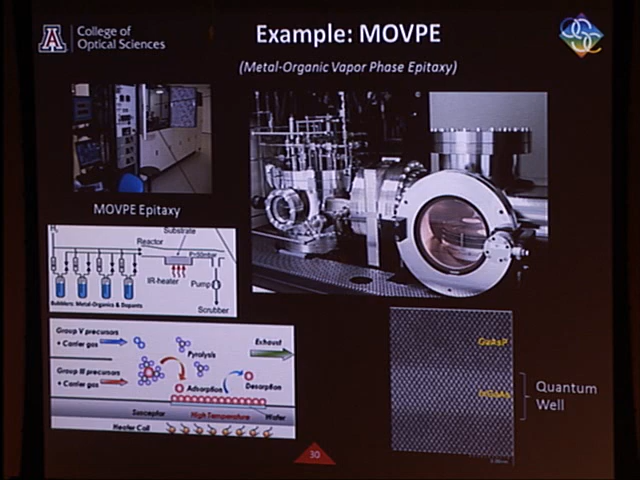 A
College of
Optical Sciences
Example: MOVPE
(Metal-Organic Vapor Phase Epitaxy)
MOVPE Epitaxy
Substrate
Reactor
P=50mbar
IR-heater
Pump
Scrubber
Bubblers: Metal-Organics & Dopants
Group V precursors
+ Carrier gas
Pyrolysis
Exhaust
Group III precursors
+ Carrier gas
Adsorption
Desorption
Susceptor
High Temperature
Wafer
Heater Coil
GaAsP
InGaAs
Quantum
Well
30